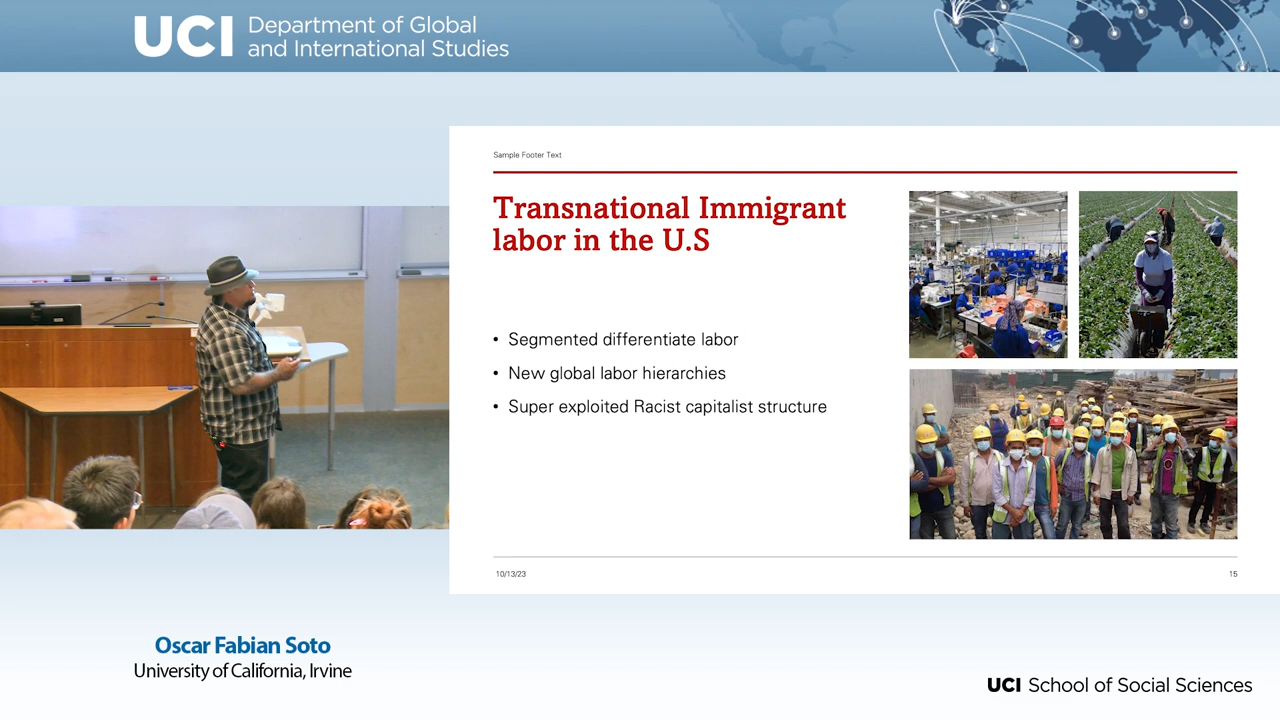 UCI Department of Global
and International Studies
Sample Footer Text
Transnational Immigrant
labor in the U.S
• Segmented differentiate labor
• New global labor hierarchies
• Super exploited Racist capitalist structure
10/13/23
15
Oscar Fabian Soto
University of California, Irvine
UCI School of Social Sciences